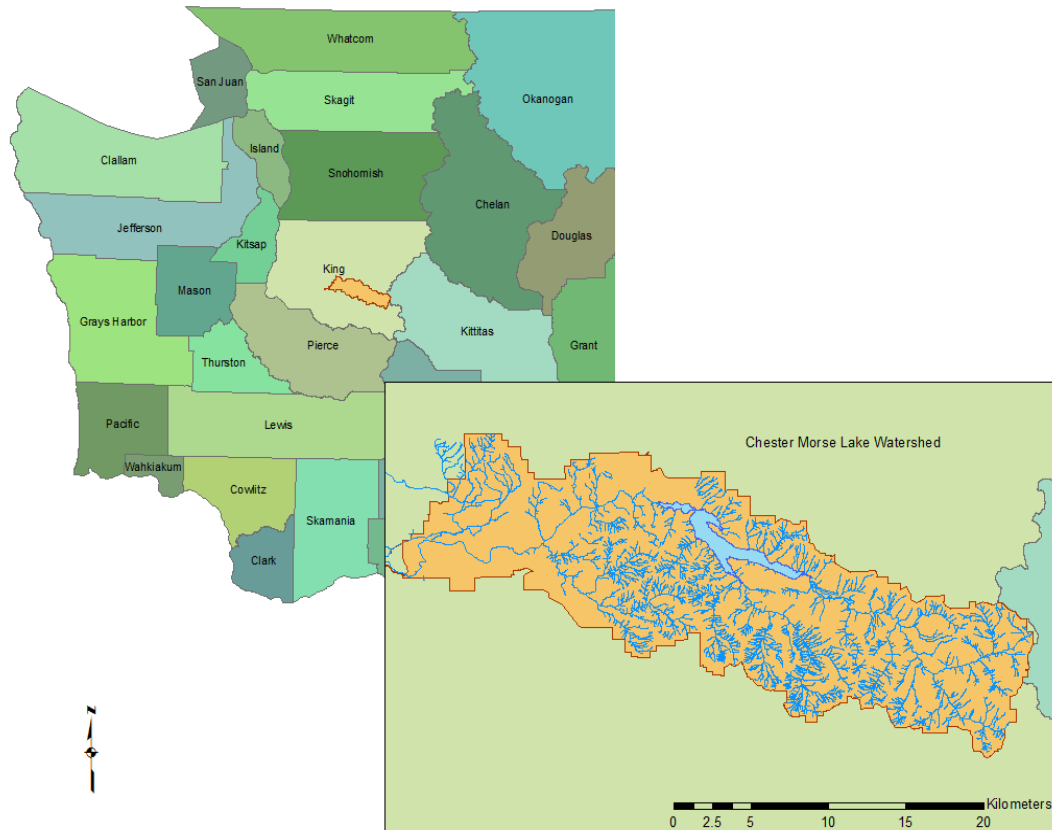 Whatcom
San Juan
Skagit
Okanogan
Island
Clallam
Snohomish
Chelan
Jefferson
Douglas
Kitsap
King
Mason
Grays Harbor
Kittitas
Pierce
Grant
Thurston
Pacific
Lewis
Chester Morse Lake Watershed
Wahkiakum
Cowlitz
Skamania
Clark
N
Kilometers
0 2.5 5 10 15 20